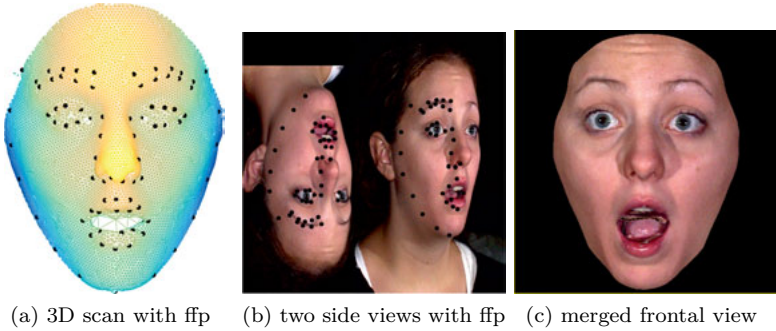 (a) 3D scan with ffp
(b) two side views with ffp
(c) merged frontal view